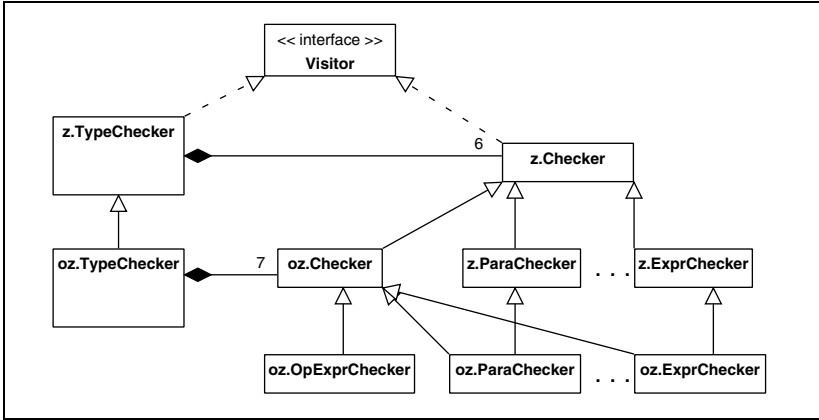 << interface >>
Visitor
z.TypeChecker
6
z.Checker
oz.TypeChecker
7
oz.Checker
z.ParaChecker
. . .
z.ExprChecker
oz.OpExprChecker
oz.ParaChecker
. . .
oz.ExprChecker